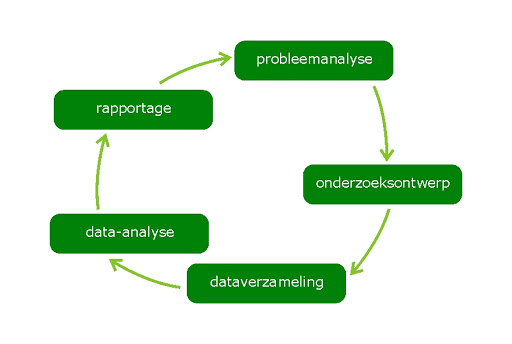 probleemanalyse
onderzoeksontwerp
dataverzameling
data-analyse
rapportage